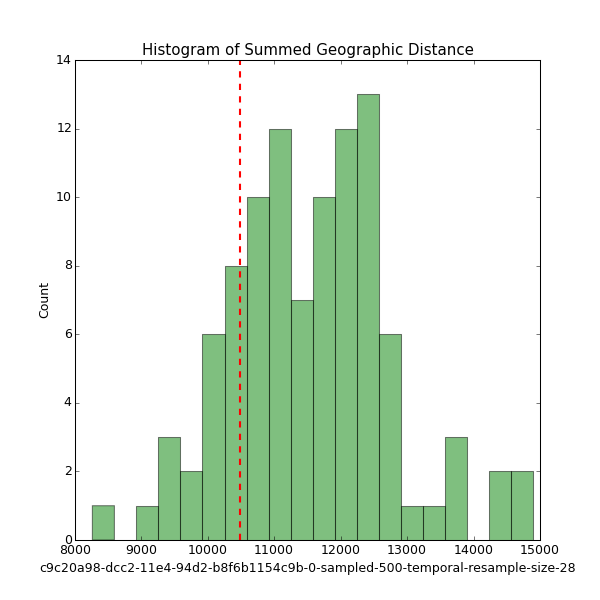 Histogram of Summed Geographic Distance
14
12
10
8
6
4
2
0
Count
8000 9000 10000 11000 12000 13000 14000 15000
c9c20a98-dcc2-11e4-94d2-b8f6b1154c9b-0-sampled-500-temporal-resample-size-28